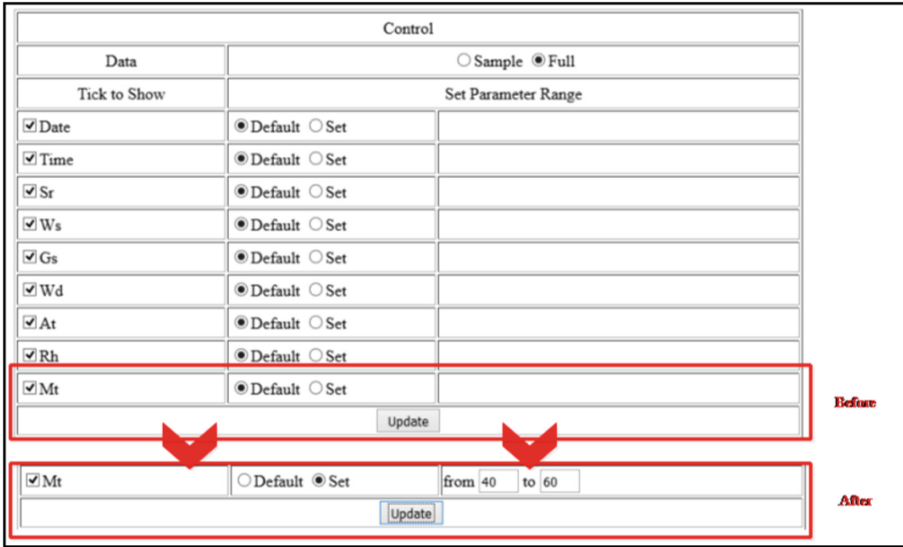 Control
Data Sample Full
Tick to Show Set Parameter Range
Date Default Set
Time Default Set
Sr Default Set
Ws Default Set
Gs Default Set
Wd Default Set
At Default Set
Rh Default Set
Mt Default Set
Before
Update
Mt Default Set from 40 to 60
After
Update